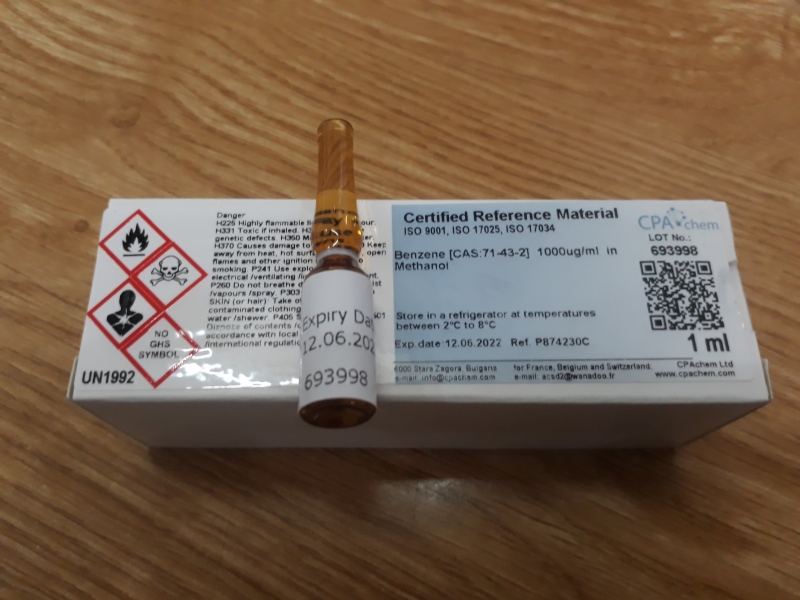 Danger
H225 Highly flammable
H331 Toxic if inhaled.
genetic defects. H360
H370 Causes damage to Keep
away from heat, hot open
flames and other ignition
smoking. P241 Use
electrical /ventilating
P260 Do not breathe
/vapours /spray.
SKIN (or hair): Take
contaminated clothing
water /shower. P405
Dispose of contents
accordance with local
/international
NO
GHS
SYMBOL
UN1992
Expiry
12.06.202
693998
Certified Reference Material
ISO 9001, ISO 17025, ISO 17034
Benzene [CAS:71-43-2] 1000ug/ml in
Methanol
Store in a refrigerator at temperatures
between 2°C to 8°C
Exp.date 12.06.2022 Ref. P874230C
6000 Stara Zagora, Bulgaria
e-mail: info@cpachem.com
for France, Belgium and Switzerland:
e-mail: acsd2@wanadoo.fr
CPAchem
LOT No.:
693998
1 ml
CPAchem Ltd
www.cpachem.com